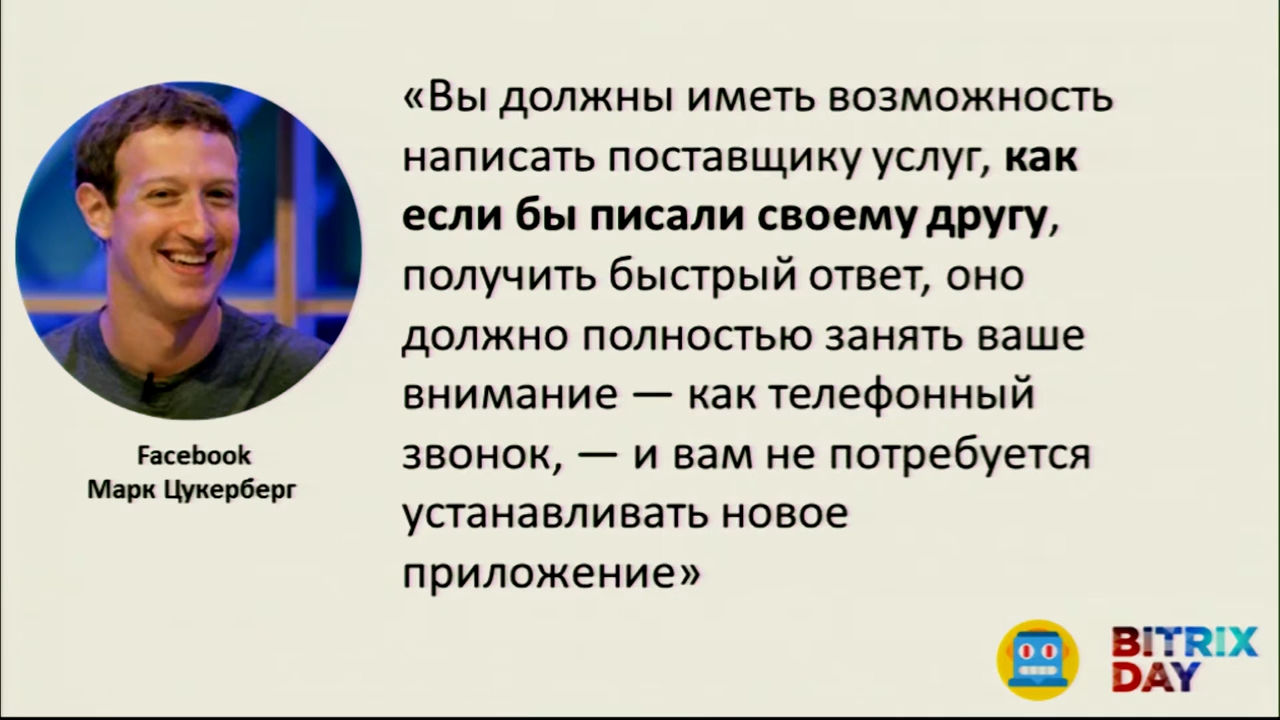 «Вы должны иметь возможность
написать поставщику услуг, как
если бы писали своему другу,
получить быстрый ответ, оно
должно полностью занять ваше
внимание — как телефонный
звонок, — и вам не потребуется
устанавливать новое
приложение»
Facebook
Марк Цукерберг
BITRIX
DAY